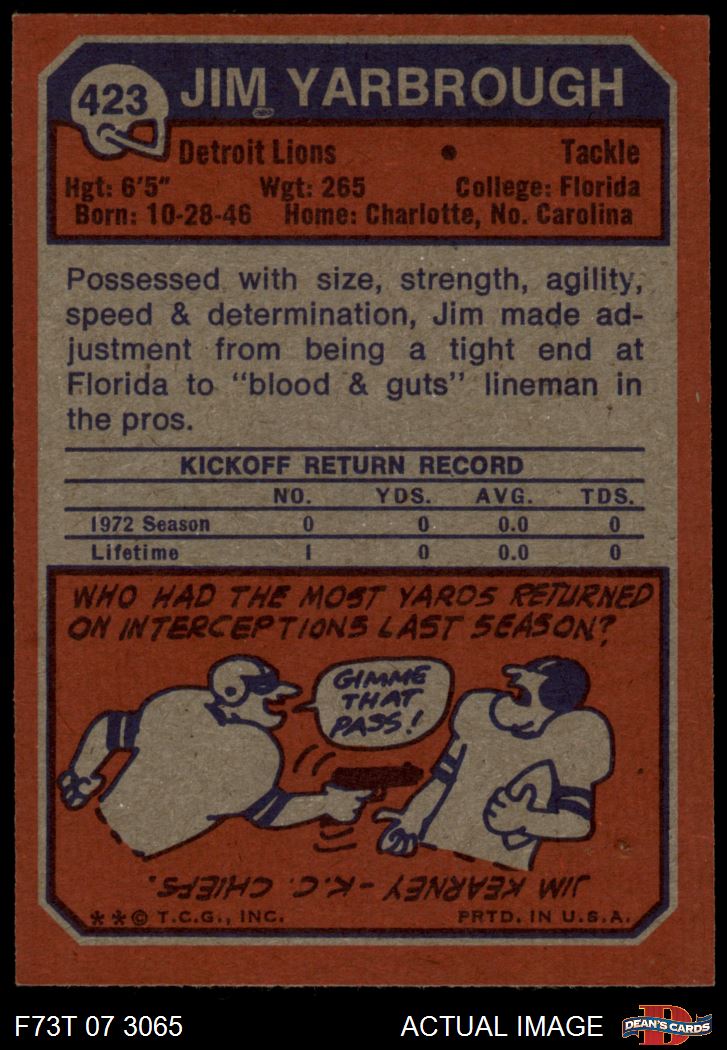 423
JIM YARBROUGH
Detroit Lions • Tackle
Hgt: 6'5" Wgt: 265 College: Florida
Born: 10-28-46 Home: Charlotte, No. Carolina
Possessed with size, strength, agility,
speed & determination, Jim made ad-
justment from being a tight end at
Florida to "blood & guts" lineman in
the pros.
KICKOFF RETURN RECORD
NO. YDS. AVG. TDS.
1972 Season 0 0 0.0 0
Lifetime 1 0 0.0 0
WHO HAD THE MOST YARDS RETURNED
ON INTERCEPTIONS LAST SEASON?
GIMME
THAT
PASS!
JIM KEARNEY - K.C. CHIEFS.
**© T.C.G., INC. PRTD. IN U.S.A.
F73T 07 3065 ACTUAL IMAGE
D
DEAN'S CARDS